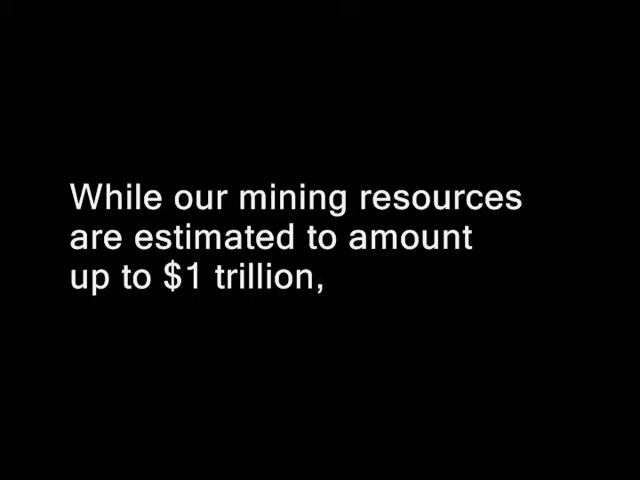 While our mining resources
are estimated to amount
up to $1 trillion,